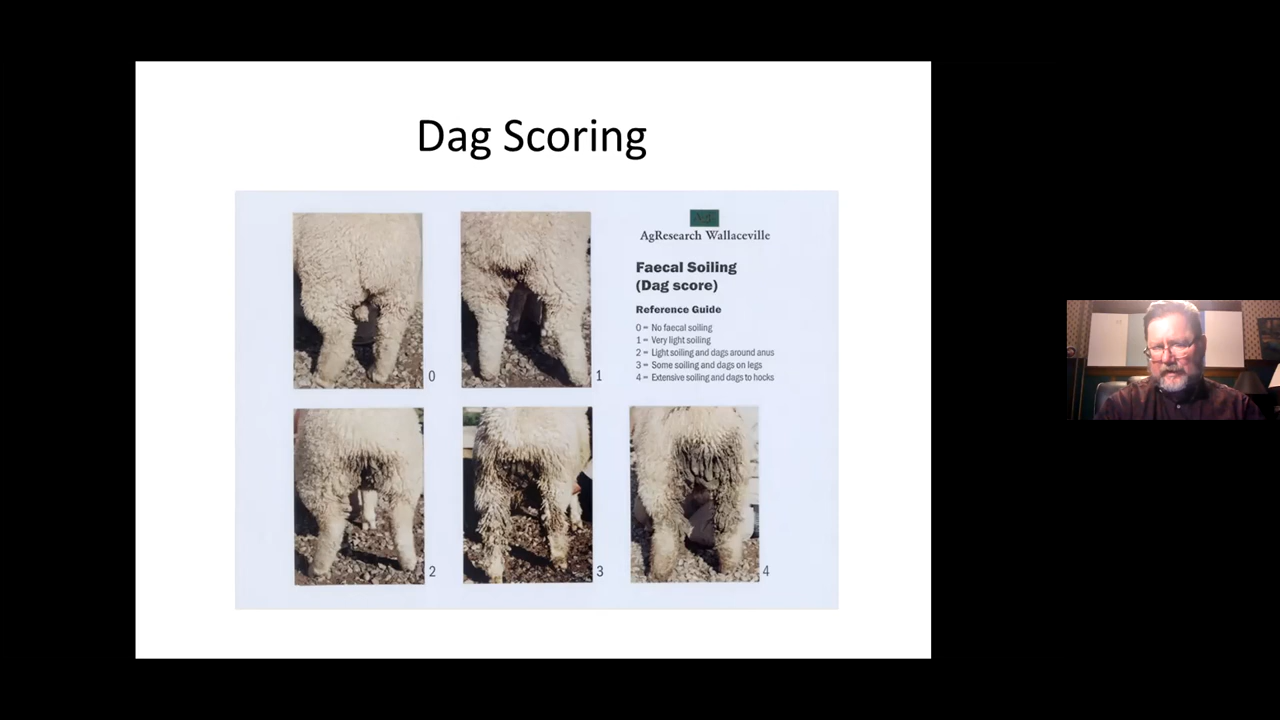 Dag Scoring
AgResearch Wallaceville
Faecal Soiling
(Dag score)
Reference Guide
0 = No faecal soiling
1 = Very light soiling
2 = Light soiling and dags around anus
3 = Some soiling and dags on legs
4 = Extensive soiling and dags to hocks
0
1
2
3
4